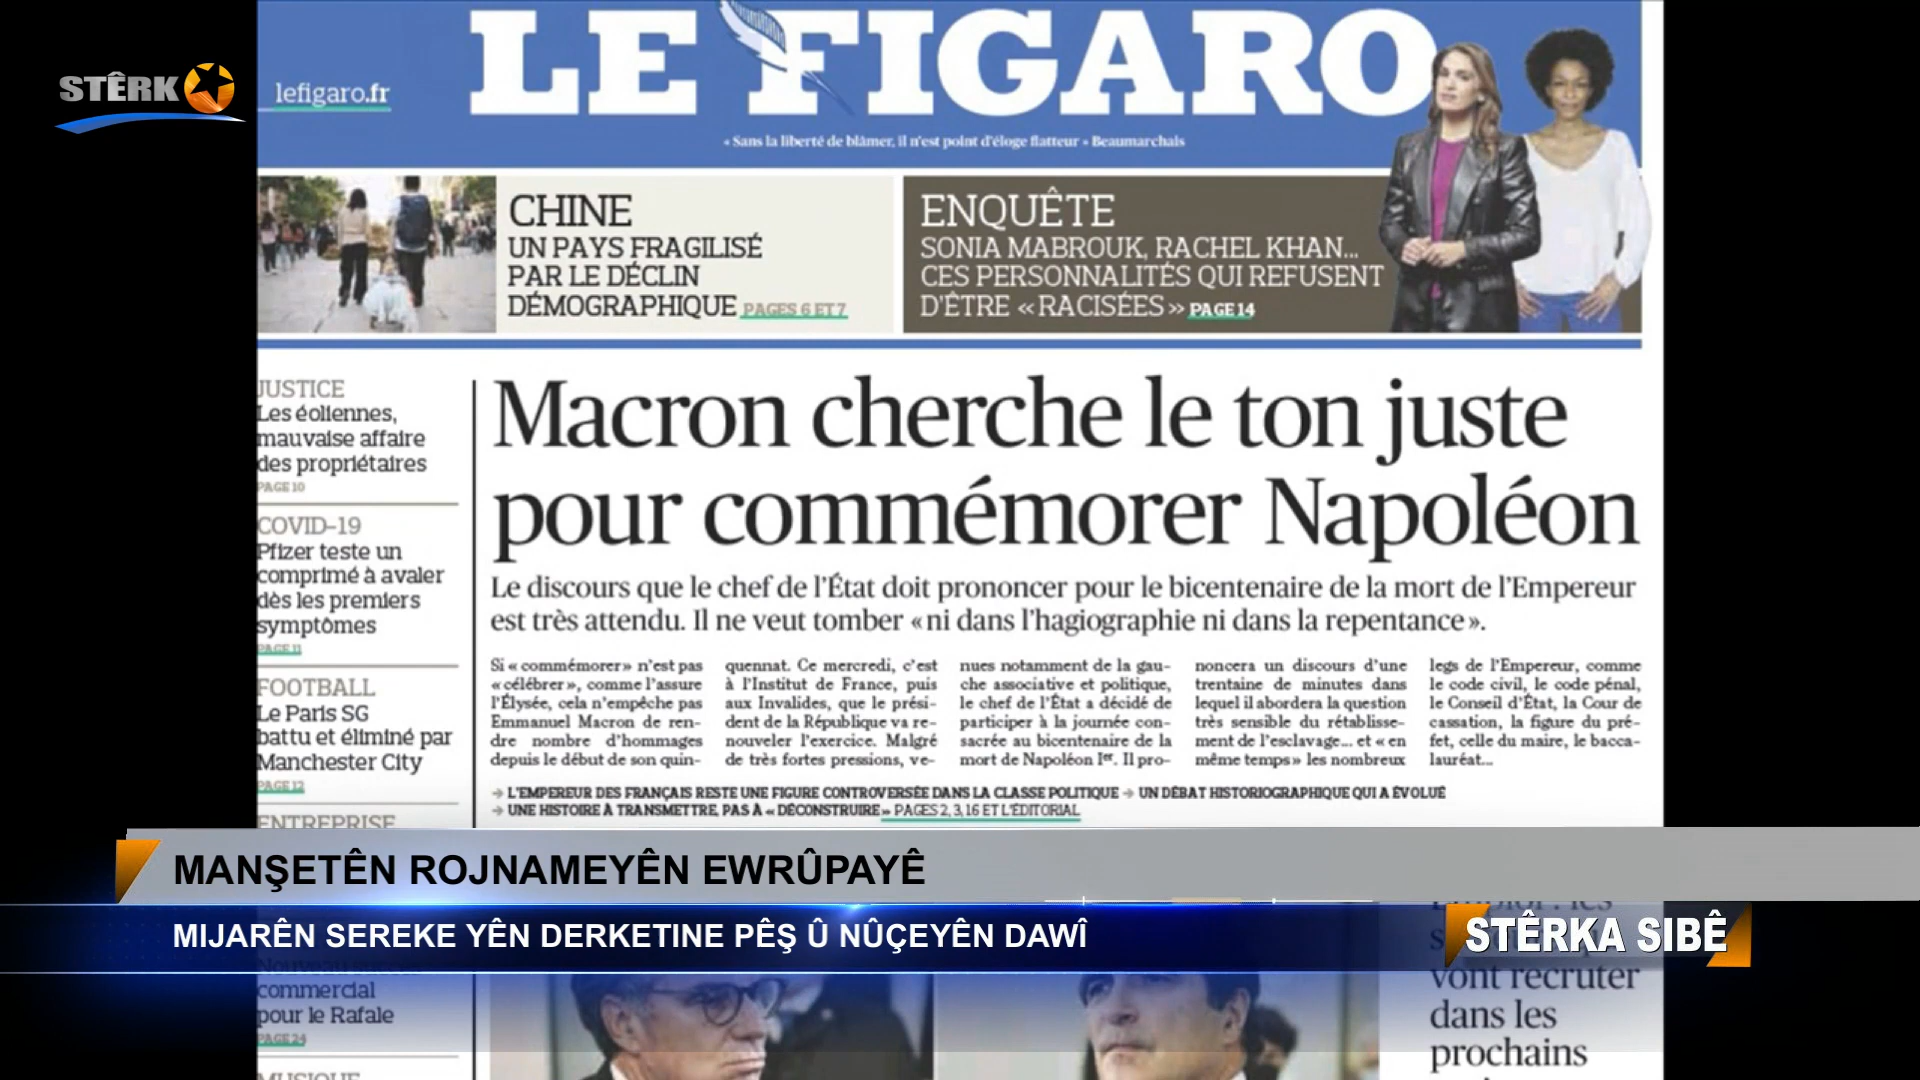 STÊRK
lefigaro.fr
LE FIGARO
« Sans la liberté de blâmer, il n'est point d'éloge flatteur » Beaumarchais
CHINE
UN PAYS FRAGILISÉ
PAR LE DÉCLIN
DÉMOGRAPHIQUE PAGES 6 ET 7
ENQUÊTE
SONIA MABROUK, RACHEL KHAN...
CES PERSONNALITÉS QUI REFUSENT
D'ÊTRE « RACISÉES » PAGE 14
JUSTICE
Les éoliennes,
mauvaise affaire
des propriétaires
PAGE 10
COVID-19
Pfizer teste un
comprimé à avaler
dès les premiers
symptômes
PAGE 11
FOOTBALL
Le Paris SG
battu et éliminé par
Manchester City
PAGE 12
ENTREPRISE
Nouveau succès
commercial
pour le Rafale
PAGE 24
MUSIQUE
Macron cherche le ton juste
pour commémorer Napoléon
Le discours que le chef de l'État doit prononcer pour le bicentenaire de la mort de l'Empereur
est très attendu. Il ne veut tomber « ni dans l'hagiographie ni dans la repentance ».
Si « commémorer » n'est pas
« célébrer », comme l'assure
l'Élysée, cela n'empêche pas
Emmanuel Macron de ren-
dre nombre d'hommages
depuis le début de son quin-
quennat. Ce mercredi, c'est
à l'Institut de France, puis
aux Invalides, que le prési-
dent de la République va re-
nouveler l'exercice. Malgré
de très fortes pressions, ve-
nues notamment de la gau-
che associative et politique,
le chef de l'État a décidé de
participer à la journée con-
sacrée au bicentenaire de la
mort de Napoléon Ier. Il pro-
noncera un discours d'une
trentaine de minutes dans
lequel il abordera la question
très sensible du rétablisse-
ment de l'esclavage... et « en
même temps » les nombreux
legs de l'Empereur, comme
le code civil, le code pénal,
le Conseil d'État, la Cour de
cassation, la figure du pré-
fet, celle du maire, le bacca-
lauréat...
→ L'EMPEREUR DES FRANÇAIS RESTE UNE FIGURE CONTROVERSÉE DANS LA CLASSE POLITIQUE → UN DÉBAT HISTORIOGRAPHIQUE QUI A ÉVOLUÉ
→ UNE HISTOIRE À TRANSMETTRE, PAS À « DÉCONSTRUIRE » PAGES 2, 3, 16 ET L'ÉDITORIAL
vont recruter
dans les
prochains
MANŞETÊN ROJNAMEYÊN EWRÛPAYÊ
MIJARÊN SEREKE YÊN DERKETINE PÊŞ Û NÛÇEYÊN DAWÎ
STÊRKA SIBÊ